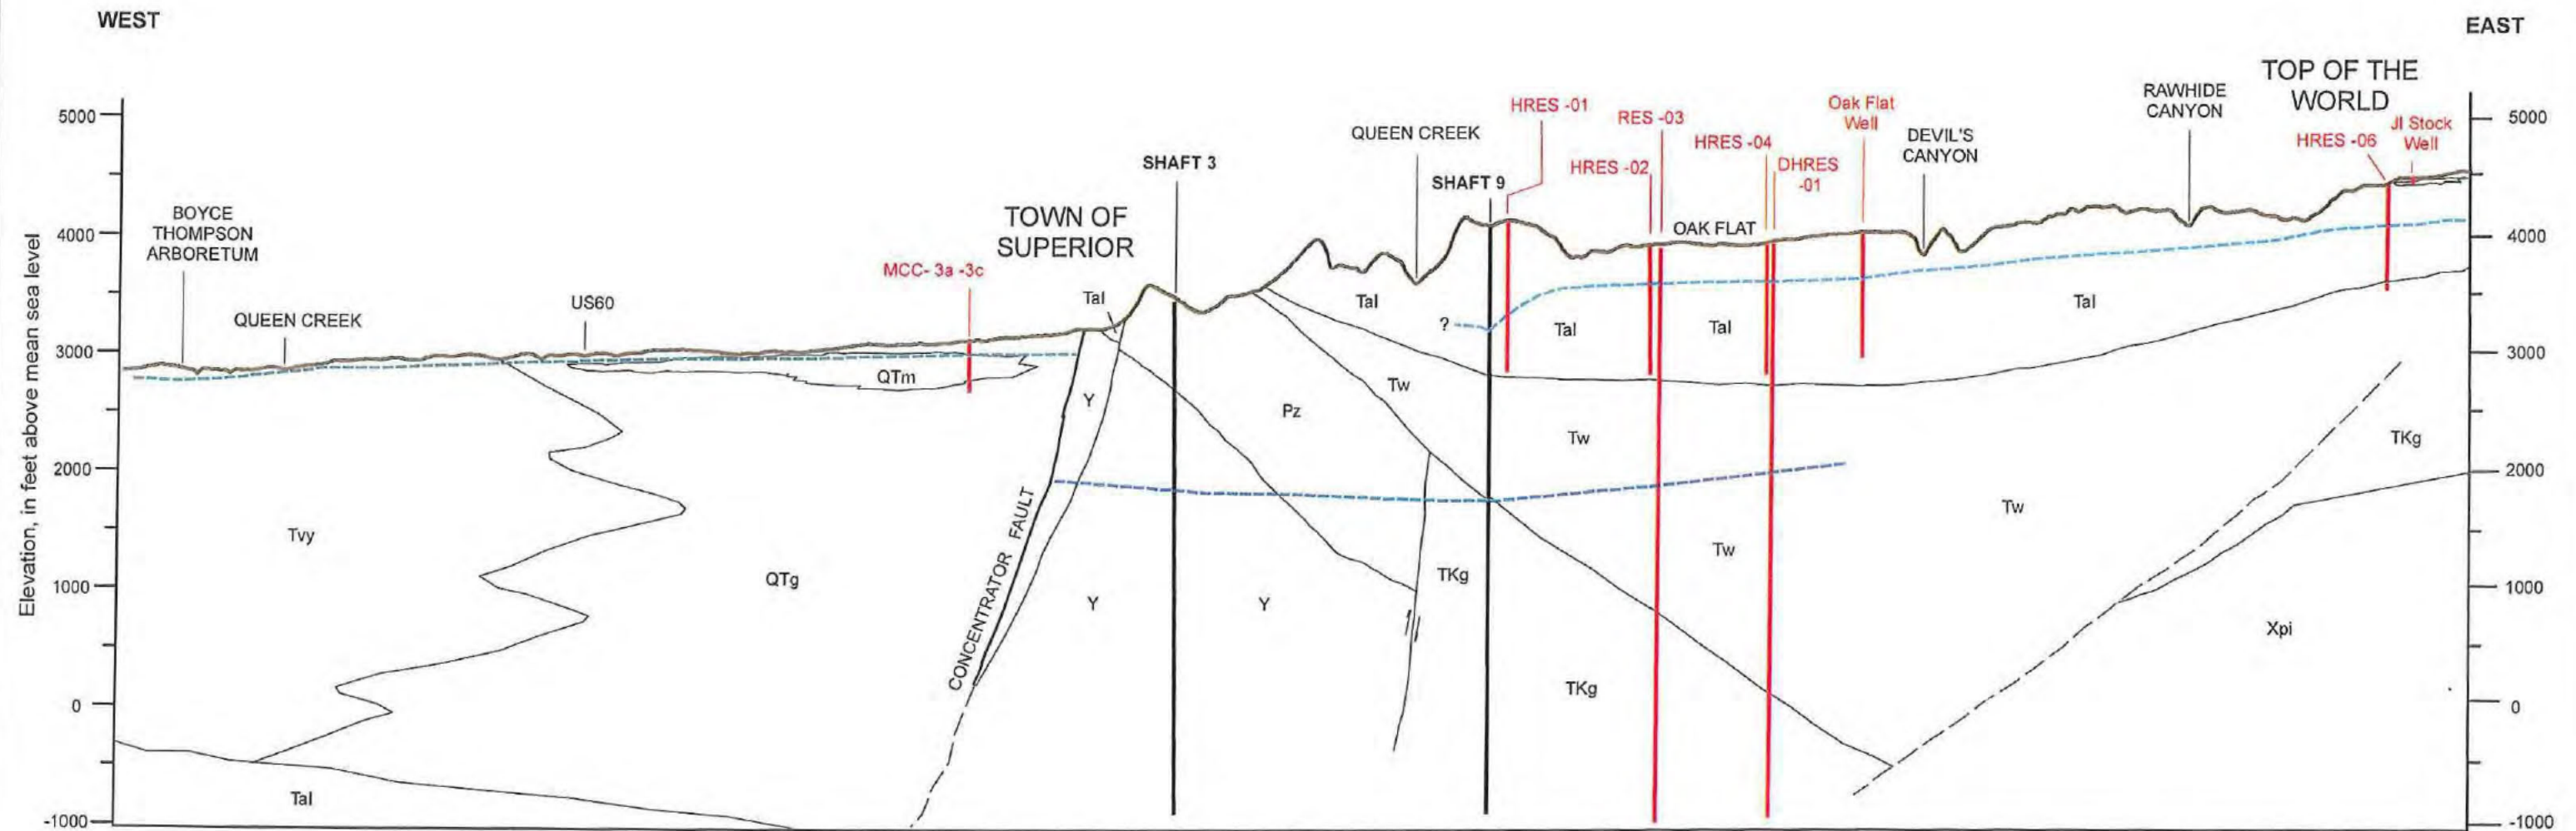 WEST
EAST
TOP OF THE
WORLD
RAWHIDE
CANYON
5000
5000
HRES -01
Oak Flat
Well
RES -03
JI Stock
Well
QUEEN CREEK
DEVIL'S
CANYON
HRES -04
HRES -06
SHAFT 3
HRES -02
DHRES
-01
SHAFT 9
BOYCE
THOMPSON
ARBORETUM
TOWN OF
SUPERIOR
4000
OAK FLAT
4000
MCC- 3a -3c
US60
Tal
Tal
Tal
QUEEN CREEK
?
Tal
Tal
3000
3000
QTm
Tw
Y
Pz
Tw
TKg
2000
2000
Tvy
Tw
Tw
QTg
TKg
1000
1000
Y
Y
Xpi
CONCENTRATOR FAULT
TKg
0
0
Tal
-1000
-1000
Elevation, in feet above mean sea level